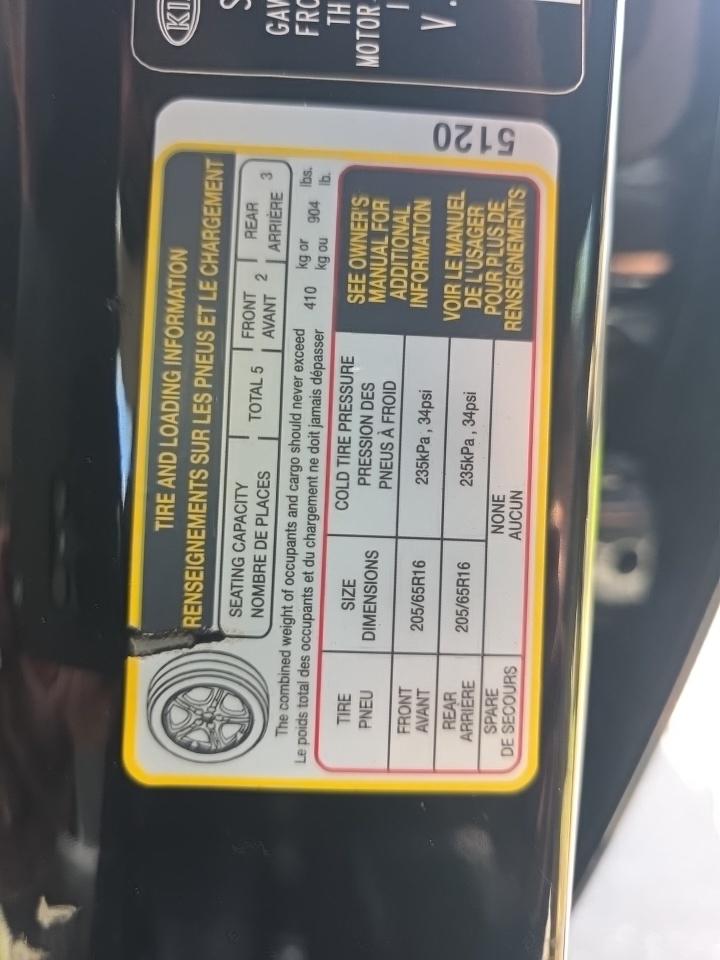 TIRE AND LOADING INFORMATION
RENSEIGNEMENTS SUR LES PNEUS ET LE CHARGEMENT
SEATING CAPACITY
NOMBRE DE PLACES
TOTAL 5
FRONT
AVANT 2
REAR
ARRIÈRE 3
The combined weight of occupants and cargo should never exceed 410 kg or 904 lbs.
Le poids total des occupants et du chargement ne doit jamais dépasser kg ou lb.
TIRE
PNEU
SIZE
DIMENSIONS
COLD TIRE PRESSURE
PRESSION DES
PNEUS À FROID
FRONT
AVANT
205/65R16
235kPa , 34psi
REAR
ARRIÈRE
205/65R16
235kPa , 34psi
SPARE
DE SECOURS
NONE
AUCUN
SEE OWNER'S
MANUAL FOR
ADDITIONAL
INFORMATION
VOIR LE MANUEL
DE L'USAGER
POUR PLUS DE
RENSEIGNEMENTS
5120
GAW
FRO
TH
MOTOR
V.